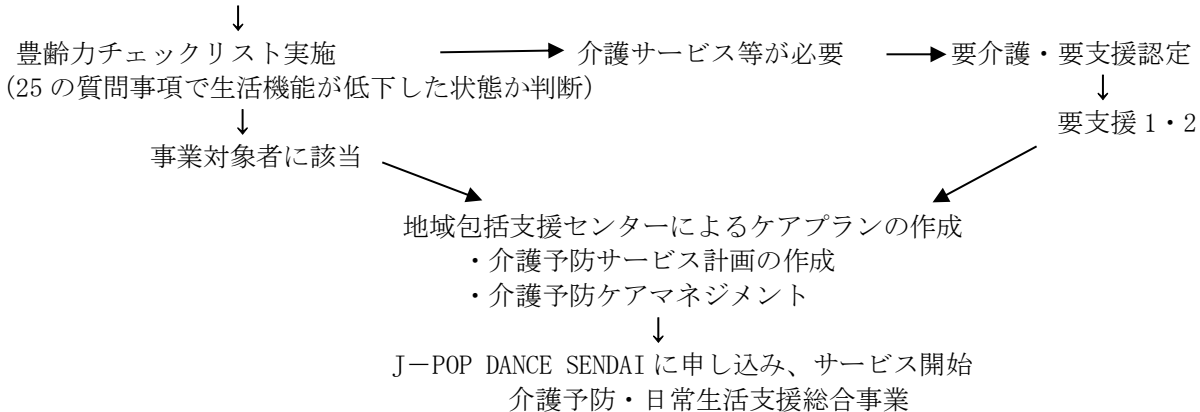 ↓
豊齢力チェックリスト実施 → 介護サービス等が必要 → 要介護・要支援認定
(25の質問事項で生活機能が低下した状態か判断) ↓
↓ 要支援1・2
事業対象者に該当
地域包括支援センターによるケアプランの作成
・介護予防サービス計画の作成
・介護予防ケアマネジメント
↓
J－POP DANCE SENDAIに申し込み、サービス開始
介護予防・日常生活支援総合事業